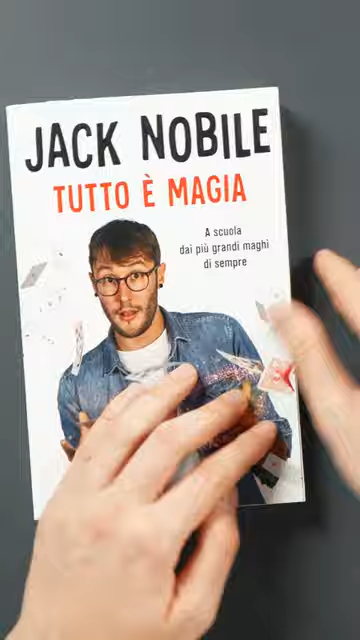 JACK NOBILE
TUTTO È MAGIA
A scuola
dai più grandi maghi
di sempre